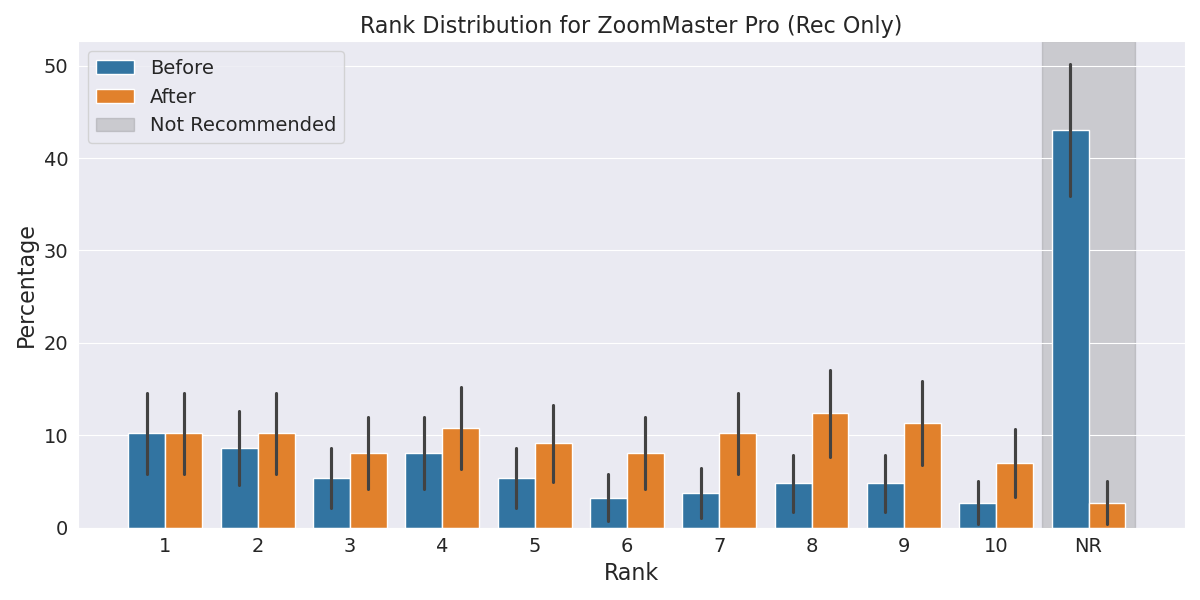 Rank Distribution for ZoomMaster Pro (Rec Only)
Before
After
Not Recommended
Percentage
50
40
30
20
10
0
1 2 3 4 5 6 7 8 9 10 NR
Rank